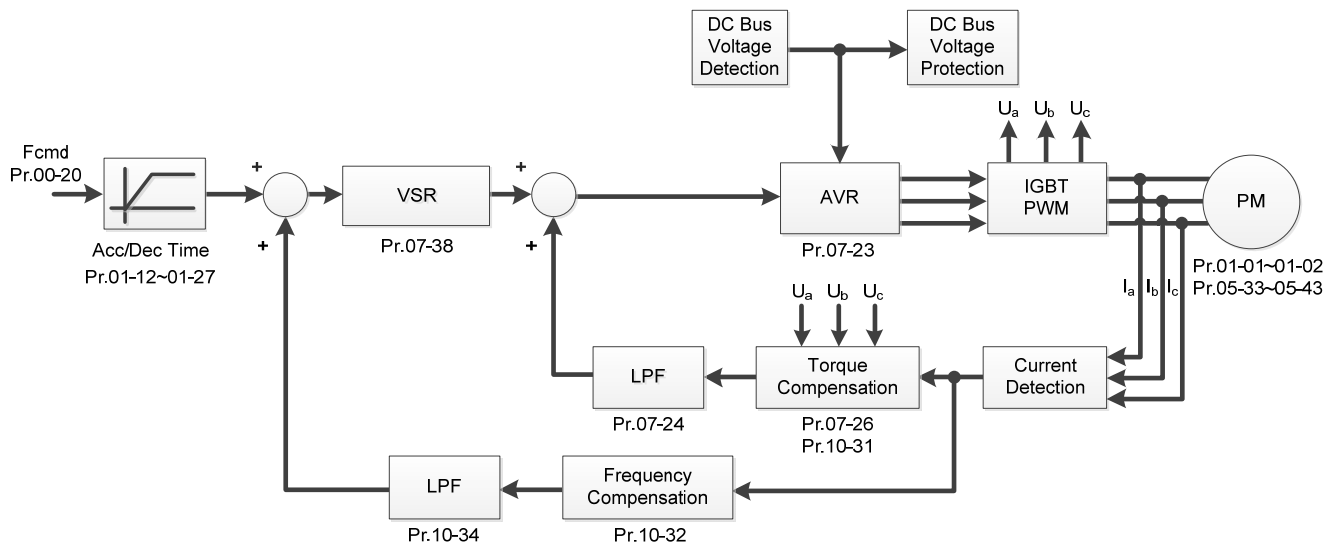 DC Bus
Voltage
Detection
DC Bus
Voltage
Protection
Ua Ub Uc
Fcmd
Pr.00-20
+
+
Acc/Dec Time
Pr.01-12~01-27
VSR
Pr.07-38
+
+
AVR
Pr.07-23
IGBT
PWM
PM
Pr.01-01~01-02
Pr.05-33~05-43
Ia Ib Ic
Ua Ub Uc
LPF
Pr.07-24
Torque
Compensation
Pr.07-26
Pr.10-31
Current
Detection
LPF
Pr.10-34
Frequency
Compensation
Pr.10-32